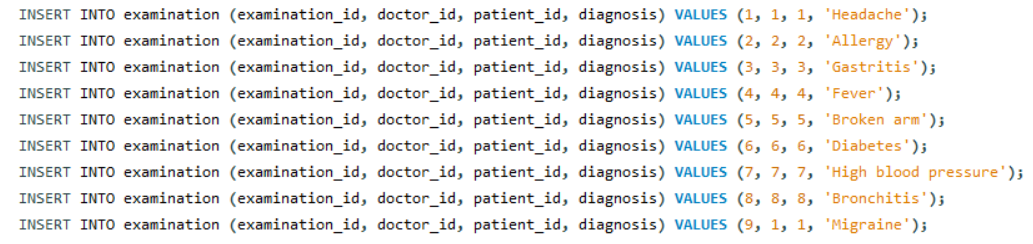 INSERT INTO examination (examination_id, doctor_id, patient_id, diagnosis) VALUES (1, 1, 1, 'Headache');
INSERT INTO examination (examination_id, doctor_id, patient_id, diagnosis) VALUES (2, 2, 2, 'Allergy');
INSERT INTO examination (examination_id, doctor_id, patient_id, diagnosis) VALUES (3, 3, 3, 'Gastritis');
INSERT INTO examination (examination_id, doctor_id, patient_id, diagnosis) VALUES (4, 4, 4, 'Fever');
INSERT INTO examination (examination_id, doctor_id, patient_id, diagnosis) VALUES (5, 5, 5, 'Broken arm');
INSERT INTO examination (examination_id, doctor_id, patient_id, diagnosis) VALUES (6, 6, 6, 'Diabetes');
INSERT INTO examination (examination_id, doctor_id, patient_id, diagnosis) VALUES (7, 7, 7, 'High blood pressure');
INSERT INTO examination (examination_id, doctor_id, patient_id, diagnosis) VALUES (8, 8, 8, 'Bronchitis');
INSERT INTO examination (examination_id, doctor_id, patient_id, diagnosis) VALUES (9, 1, 1, 'Migraine');